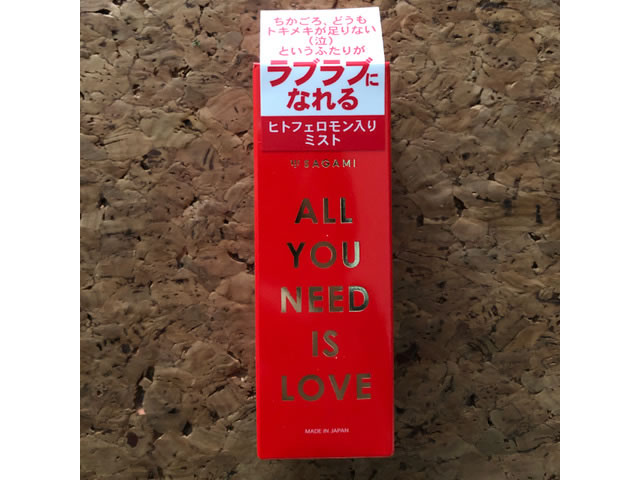 ちかごろ、どうも
トキメキが足りない
(泣)
というふたりが
ラブラブに
なれる
ヒトフェロモン入り
ミスト
SAGAMI
ALL
YOU
NEED
IS
LOVE
MADE IN JAPAN